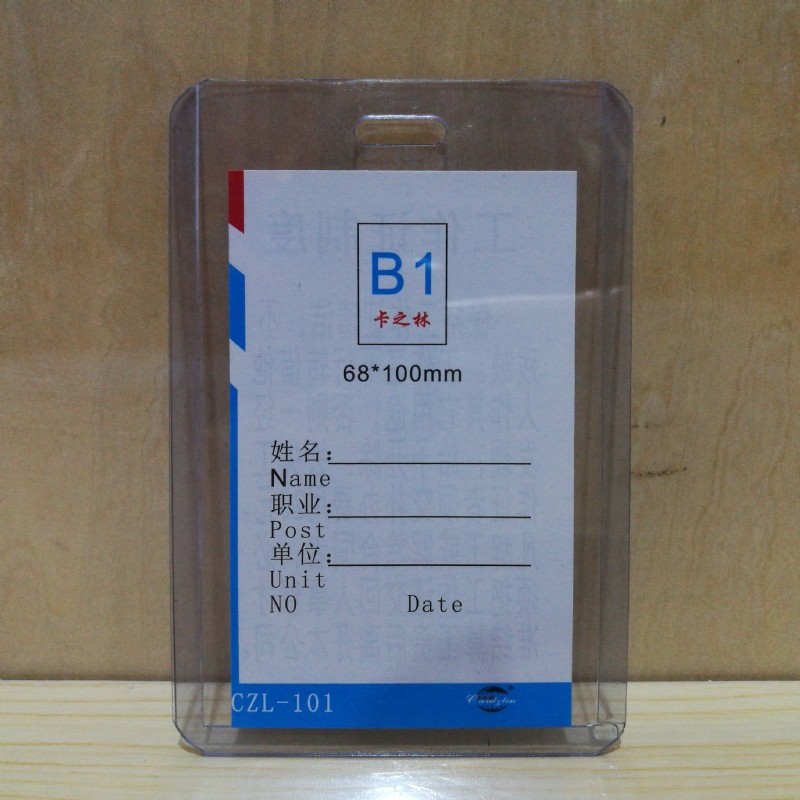 B1
卡之林
68*100mm
姓名:
Name
职业:
Post
单位:
Unit
NO Date
CZL-101